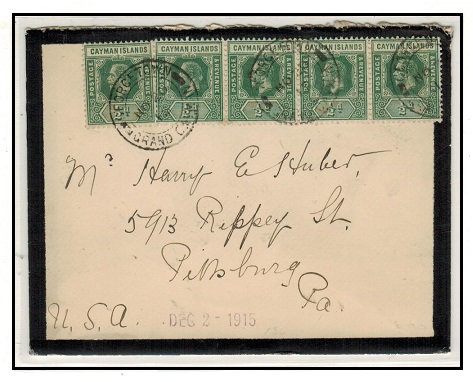 CAYMAN ISLANDS CAYMAN ISLANDS CAYMAN ISLANDS CAYMAN ISLANDS CAYMAN ISLANDS
POSTAGE & REVENUE POSTAGE & REVENUE POSTAGE & REVENUE POSTAGE & REVENUE POSTAGE & REVENUE
½d ½d ½d ½d ½d
GEORGETOWN
GRAND CAYMAN
Mr Harry E Huber,
5913 Rippey St.
Pittsburg
Pa.
U.S.A.
DEC 2 - 1915